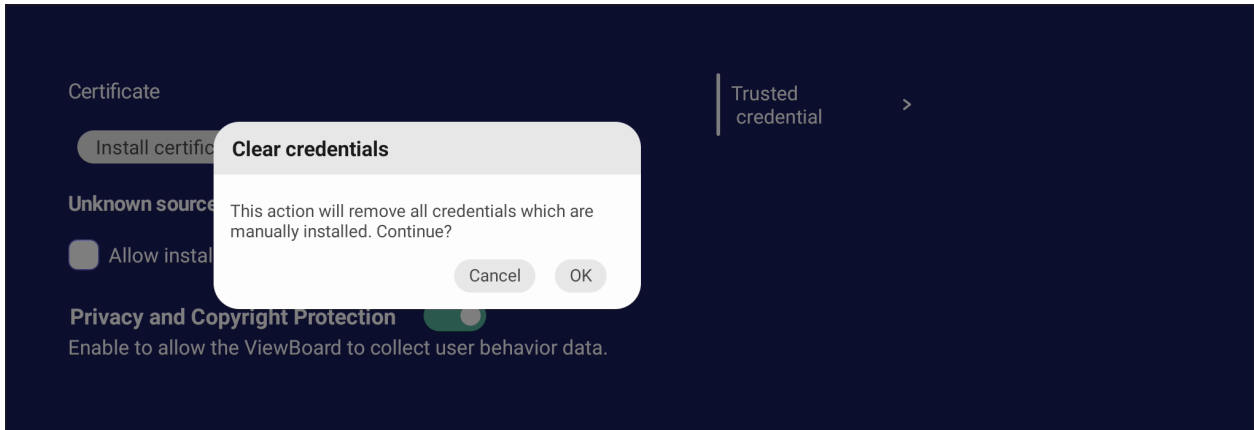 Certificate
Trusted
credential
Install certific
Clear credentials
Unknown source
This action will remove all credentials which are
manually installed. Continue?
Allow instal
Cancel
OK
Privacy and Copyright Protection
Enable to allow the ViewBoard to collect user behavior data.